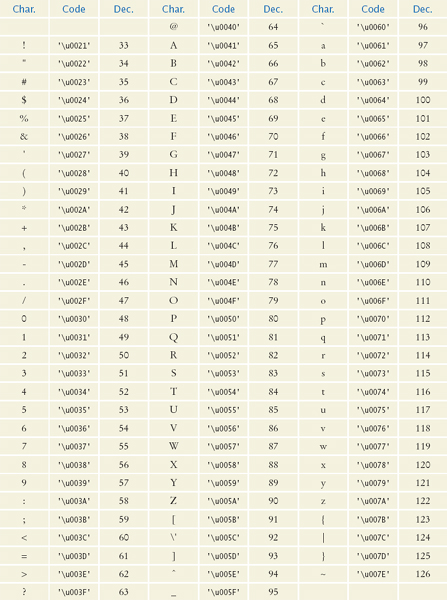 Char. Code Dec. Char. Code Dec. Char. Code Dec.
@ '\u0040' 64 ` '\u0060' 96
! '\u0021' 33 A '\u0041' 65 a '\u0061' 97
" '\u0022' 34 B '\u0042' 66 b '\u0062' 98
# '\u0023' 35 C '\u0043' 67 c '\u0063' 99
$ '\u0024' 36 D '\u0044' 68 d '\u0064' 100
% '\u0025' 37 E '\u0045' 69 e '\u0065' 101
& '\u0026' 38 F '\u0046' 70 f '\u0066' 102
' '\u0027' 39 G '\u0047' 71 g '\u0067' 103
( '\u0028' 40 H '\u0048' 72 h '\u0068' 104
) '\u0029' 41 I '\u0049' 73 i '\u0069' 105
* '\u002A' 42 J '\u004A' 74 j '\u006A' 106
+ '\u002B' 43 K '\u004B' 75 k '\u006B' 107
, '\u002C' 44 L '\u004C' 76 l '\u006C' 108
- '\u002D' 45 M '\u004D' 77 m '\u006D' 109
. '\u002E' 46 N '\u004E' 78 n '\u006E' 110
/ '\u002F' 47 O '\u004F' 79 o '\u006F' 111
0 '\u0030' 48 P '\u0050' 80 p '\u0070' 112
1 '\u0031' 49 Q '\u0051' 81 q '\u0071' 113
2 '\u0032' 50 R '\u0052' 82 r '\u0072' 114
3 '\u0033' 51 S '\u0053' 83 s '\u0073' 115
4 '\u0034' 52 T '\u0054' 84 t '\u0074' 116
5 '\u0035' 53 U '\u0055' 85 u '\u0075' 117
6 '\u0036' 54 V '\u0056' 86 v '\u0076' 118
7 '\u0037' 55 W '\u0057' 87 w '\u0077' 119
8 '\u0038' 56 X '\u0058' 88 x '\u0078' 120
9 '\u0039' 57 Y '\u0059' 89 y '\u0079' 121
: '\u003A' 58 Z '\u005A' 90 z '\u007A' 122
; '\u003B' 59 [ '\u005B' 91 { '\u007B' 123
< '\u003C' 60 \' '\u005C' 92 | '\u007C' 124
= '\u003D' 61 ] '\u005D' 93 } '\u007D' 125
> '\u003E' 62 ˆ '\u005E' 94 ~ '\u007E' 126
? '\u003F' 63 _ '\u005F' 95